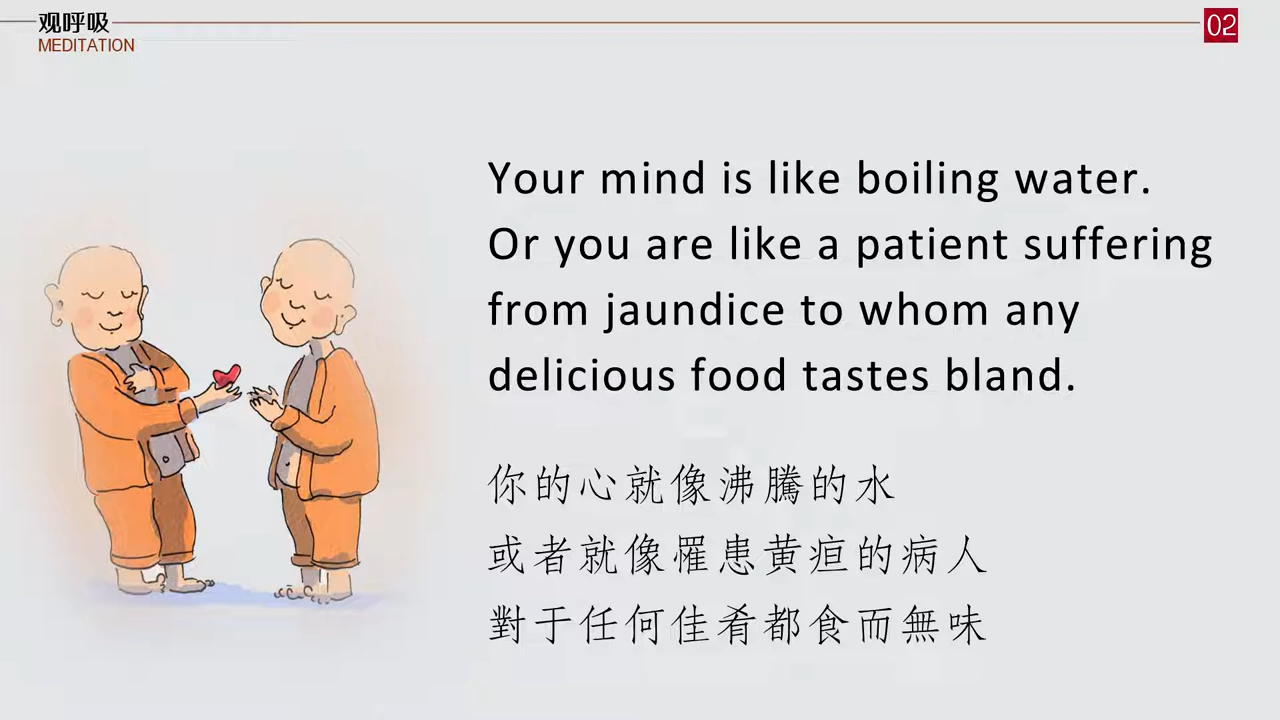 观呼吸
MEDITATION
02
Your mind is like boiling water.
Or you are like a patient suffering
from jaundice to whom any
delicious food tastes bland.
你的心就像沸騰的水
或者就像罹患黄疸的病人
對于任何佳肴都食而無味